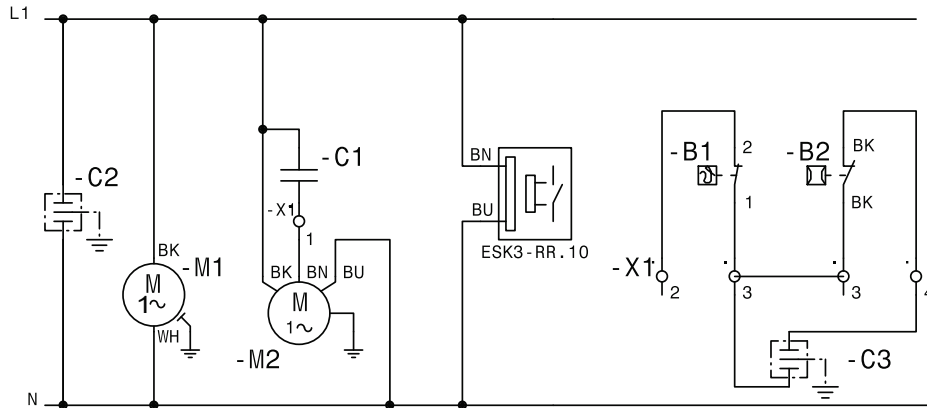 L1
-C2
BK
-M1
M
1~
WH
-C1
-X1
1
BK BN BU
M
1~
-M2
BN
BU
ESK3-RR.10
-B1
2
1
-B2
BK
BK
-X1
2
3
3
4
-C3
N